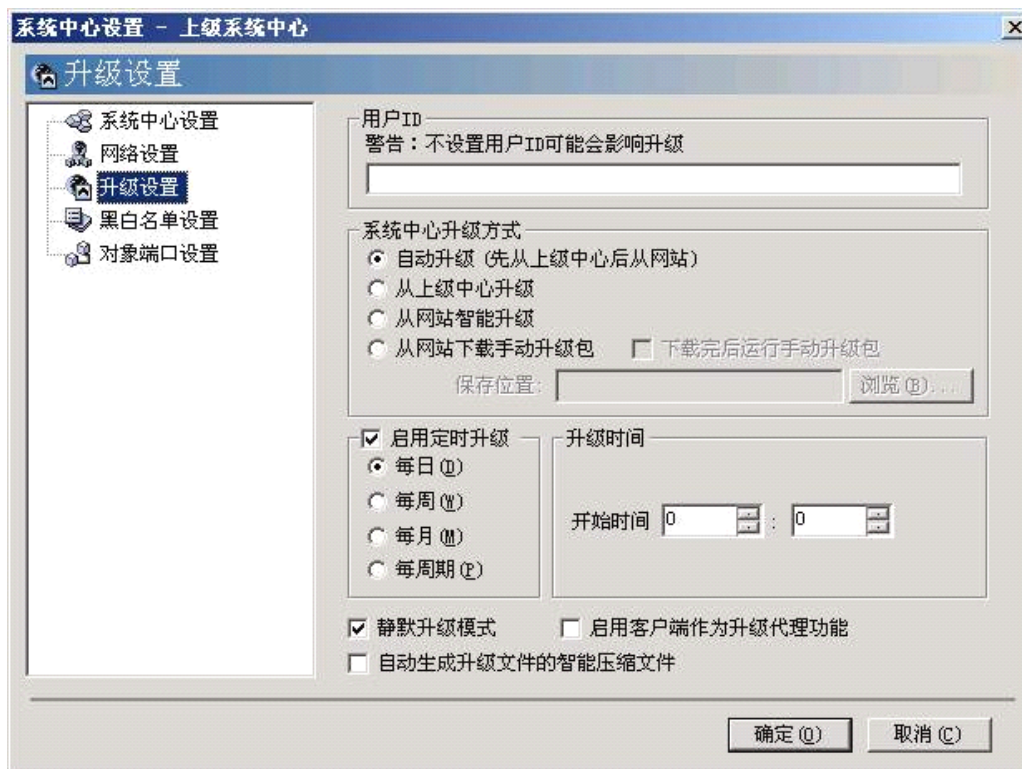 系统中心设置 - 上级系统中心
升级设置
系统中心设置
网络设置
升级设置
黑白名单设置
对象端口设置
用户ID
警告：不设置用户ID可能会影响升级
系统中心升级方式
自动升级 (先从上级中心后从网站)
从上级中心升级
从网站智能升级
从网站下载手动升级包 下载完后运行手动升级包
保存位置: 浏览(B)...
启用定时升级
每日(D)
每周(W)
每月(M)
每周期(P)
升级时间
开始时间 0 : 0
静默升级模式 启用客户端作为升级代理功能
自动生成升级文件的智能压缩文件
确定(O) 取消(C)